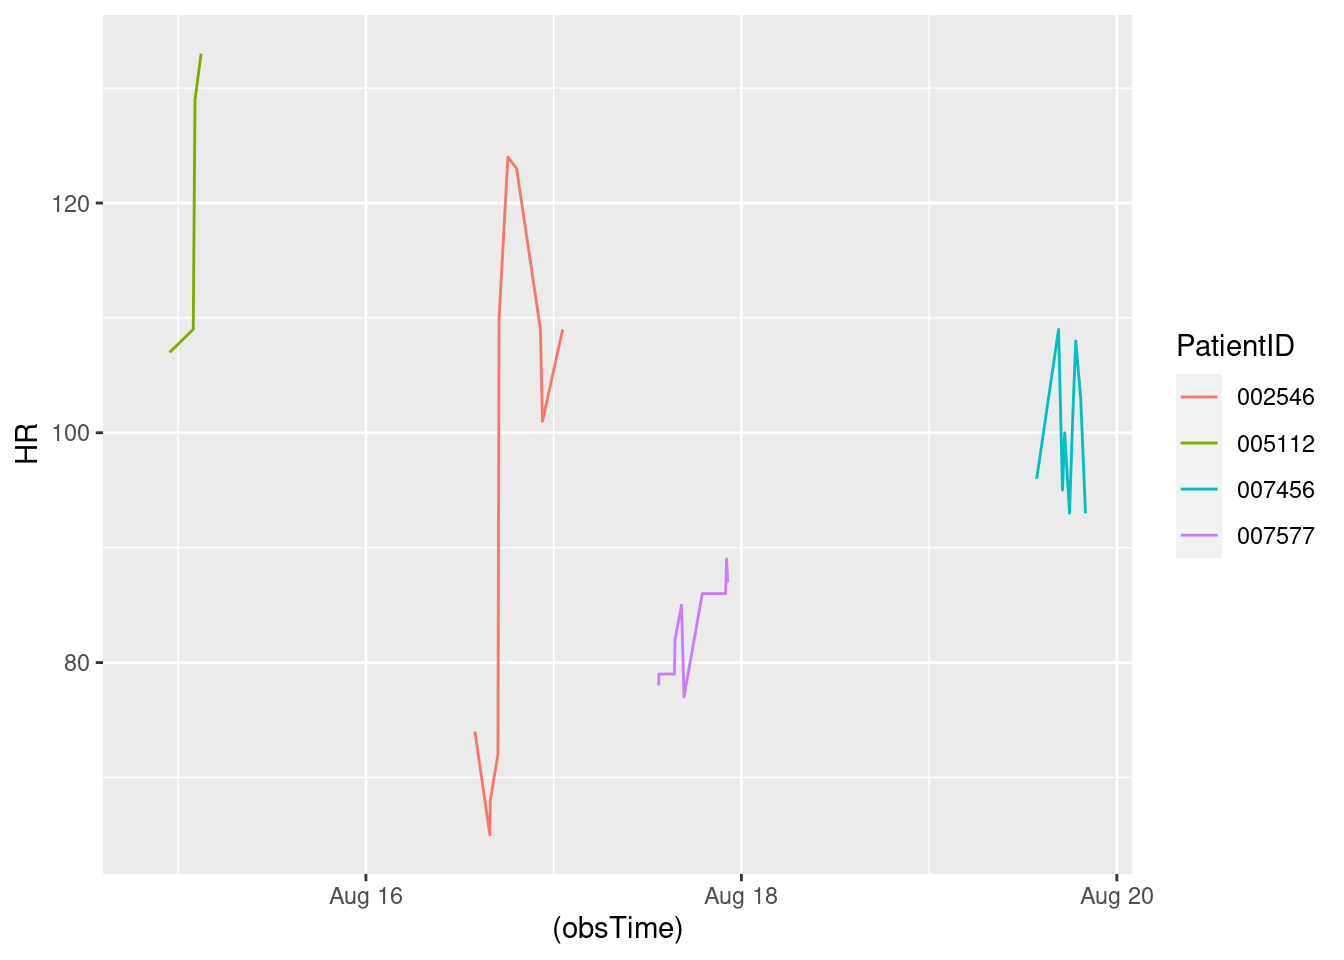 HR
120
100
80
Aug 16
Aug 18
Aug 20
(obsTime)
PatientID
002546
005112
007456
007577